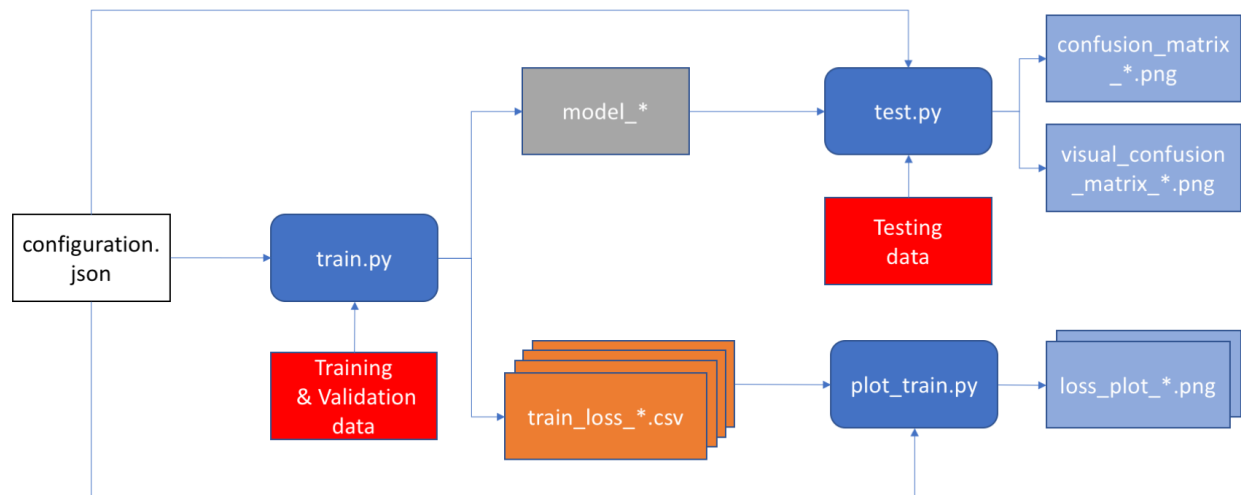 confusion_matrix
_*.png
model_*
test.py
visual_confusion
_matrix_*.png
configuration.
json
train.py
Testing
data
Training
& Validation
data
train_loss_*.csv
plot_train.py
loss_plot_*.png